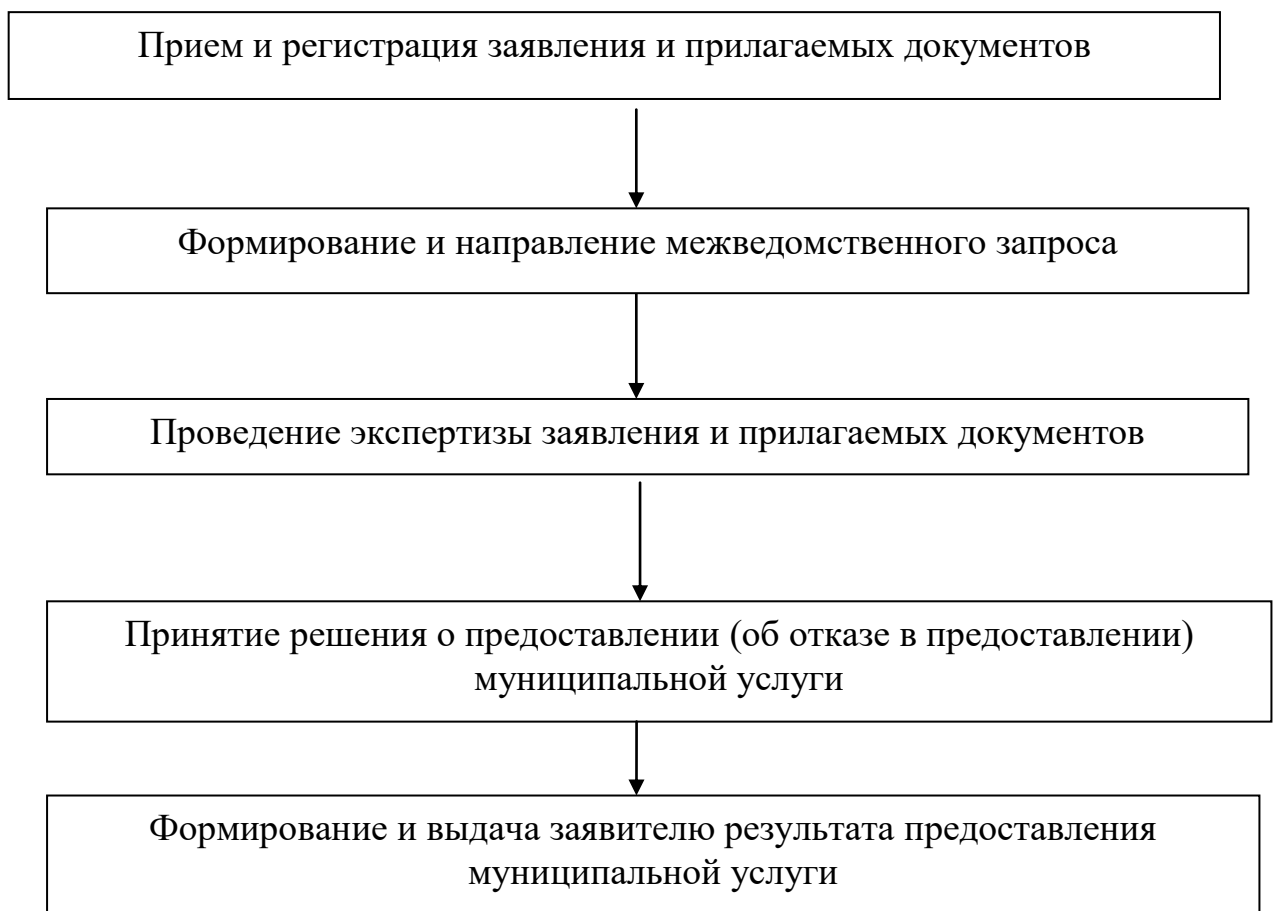 Прием и регистрация заявления и прилагаемых документов
Формирование и направление межведомственного запроса
Проведение экспертизы заявления и прилагаемых документов
Принятие решения о предоставлении (об отказе в предоставлении)
муниципальной услуги
Формирование и выдача заявителю результата предоставления
муниципальной услуги